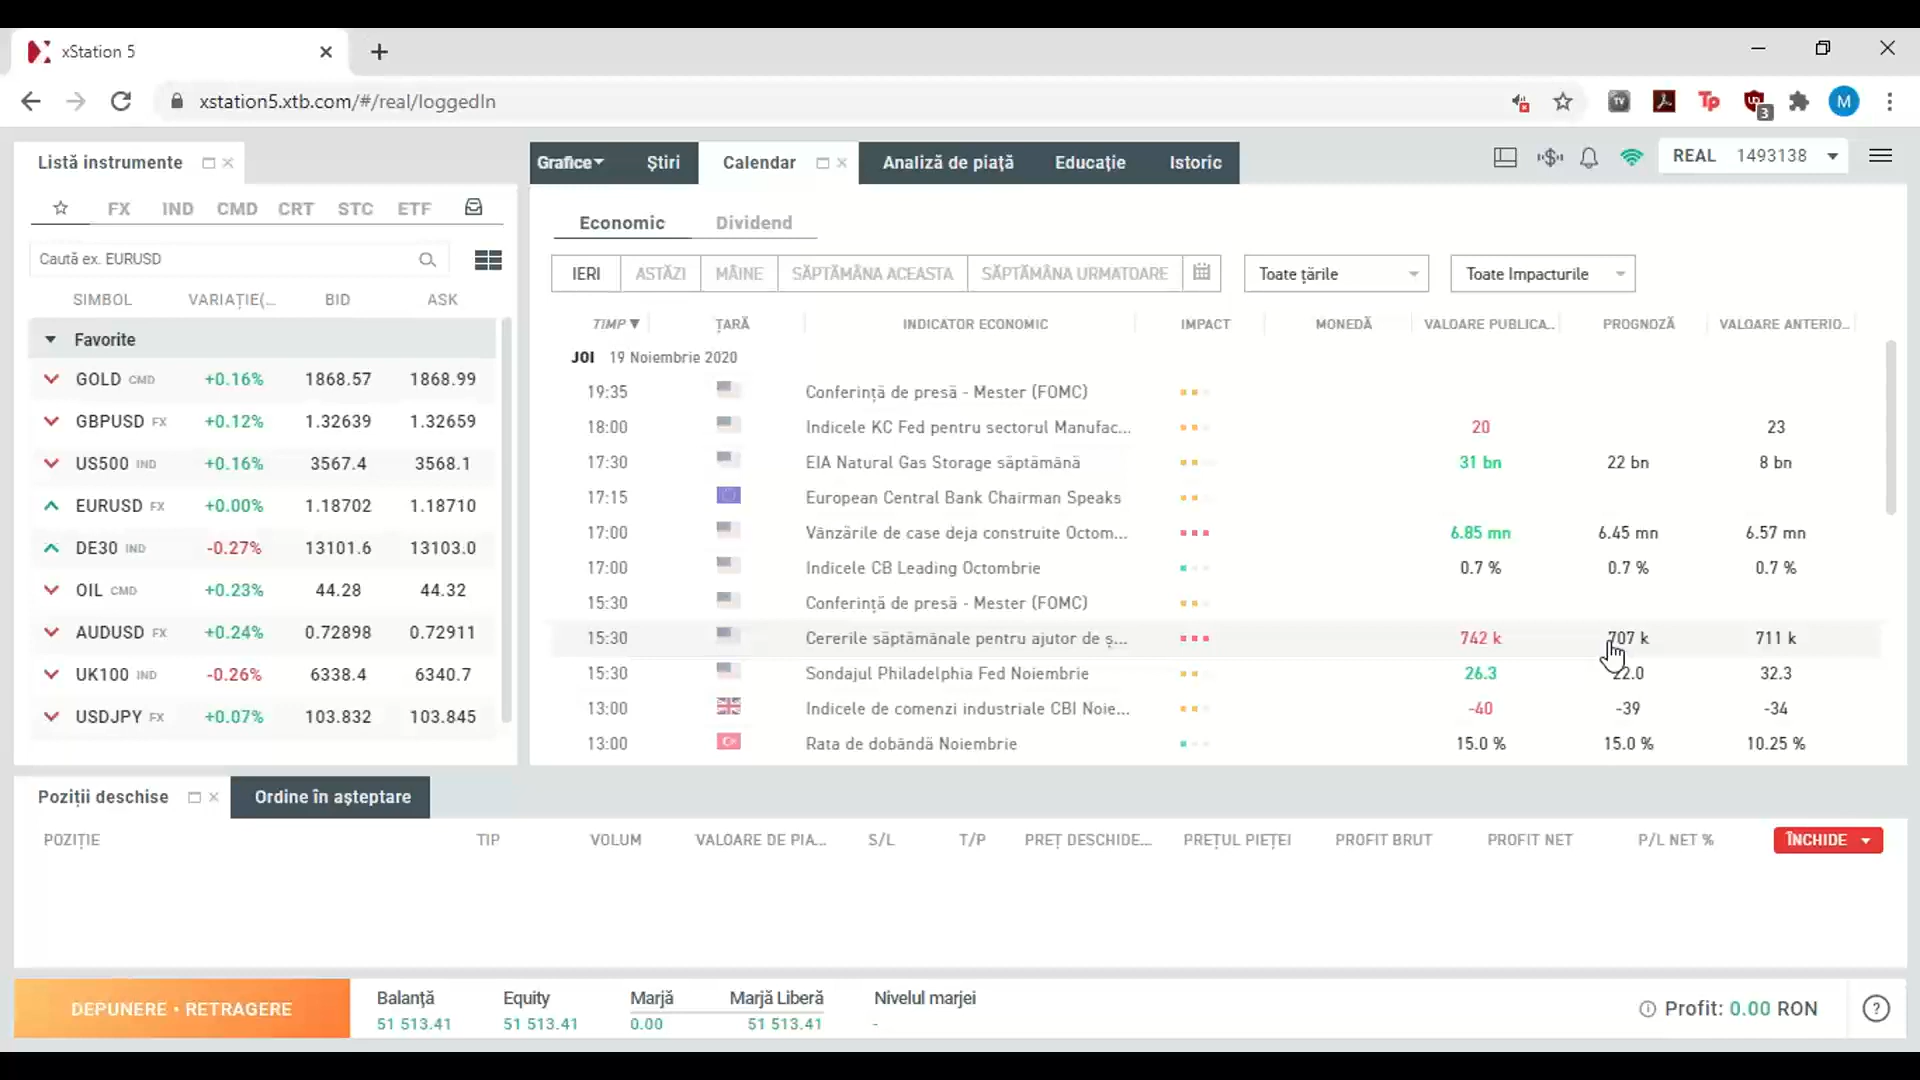 xStation 5
xstation5.xtb.com/#/real/loggedIn
TV
Tp
3
M
Listă instrumente
Grafice
Știri
Calendar
Analiză de piață
Educație
Istoric
REAL 1493138
FX IND CMD CRT STC ETF
Economic
Dividend
Caută ex. EURUSD
IERI ASTĂZI MÂINE SĂPTĂMÂNA ACEASTA SĂPTĂMÂNA URMATOARE
Toate țările
Toate Impacturile
SIMBOL VARIAȚIE(... BID ASK
TIMP ▼ ȚARĂ INDICATOR ECONOMIC IMPACT MONEDĂ VALOARE PUBLICA... PROGNOZĂ VALOARE ANTERIO...
Favorite
JOI 19 Noiembrie 2020
GOLD CMD +0.16% 1868.57 1868.99
GBPUSD FX +0.12% 1.32639 1.32659
US500 IND +0.16% 3567.4 3568.1
EURUSD FX +0.00% 1.18702 1.18710
DE30 IND -0.27% 13101.6 13103.0
OIL CMD +0.23% 44.28 44.32
AUDUSD FX +0.24% 0.72898 0.72911
UK100 IND -0.26% 6338.4 6340.7
USDJPY FX +0.07% 103.832 103.845
19:35 Conferință de presă - Mester (FOMC)
18:00 Indicele KC Fed pentru sectorul Manufac... 20 23
17:30 EIA Natural Gas Storage săptămână 31 bn 22 bn 8 bn
17:15 European Central Bank Chairman Speaks
17:00 Vânzările de case deja construite Octom... 6.85 mn 6.45 mn 6.57 mn
17:00 Indicele CB Leading Octombrie 0.7 % 0.7 % 0.7 %
15:30 Conferință de presă - Mester (FOMC)
15:30 Cererile săptămânale pentru ajutor de ș... 742 k 707 k 711 k
15:30 Sondajul Philadelphia Fed Noiembrie 26.3 22.0 32.3
13:00 Indicele de comenzi industriale CBI Noie... -40 -39 -34
13:00 Rata de dobândă Noiembrie 15.0 % 15.0 % 10.25 %
Poziții deschise
Ordine în așteptare
POZIȚIE TIP VOLUM VALOARE DE PIA... S/L T/P PREȚ DESCHIDE... PREȚUL PIEȚEI PROFIT BRUT PROFIT NET P/L NET % ÎNCHIDE
DEPUNERE • RETRAGERE
Balanță Equity Marjă Marjă Liberă Nivelul marjei
51 513.41 51 513.41 0.00 51 513.41 -
Profit: 0.00 RON
?